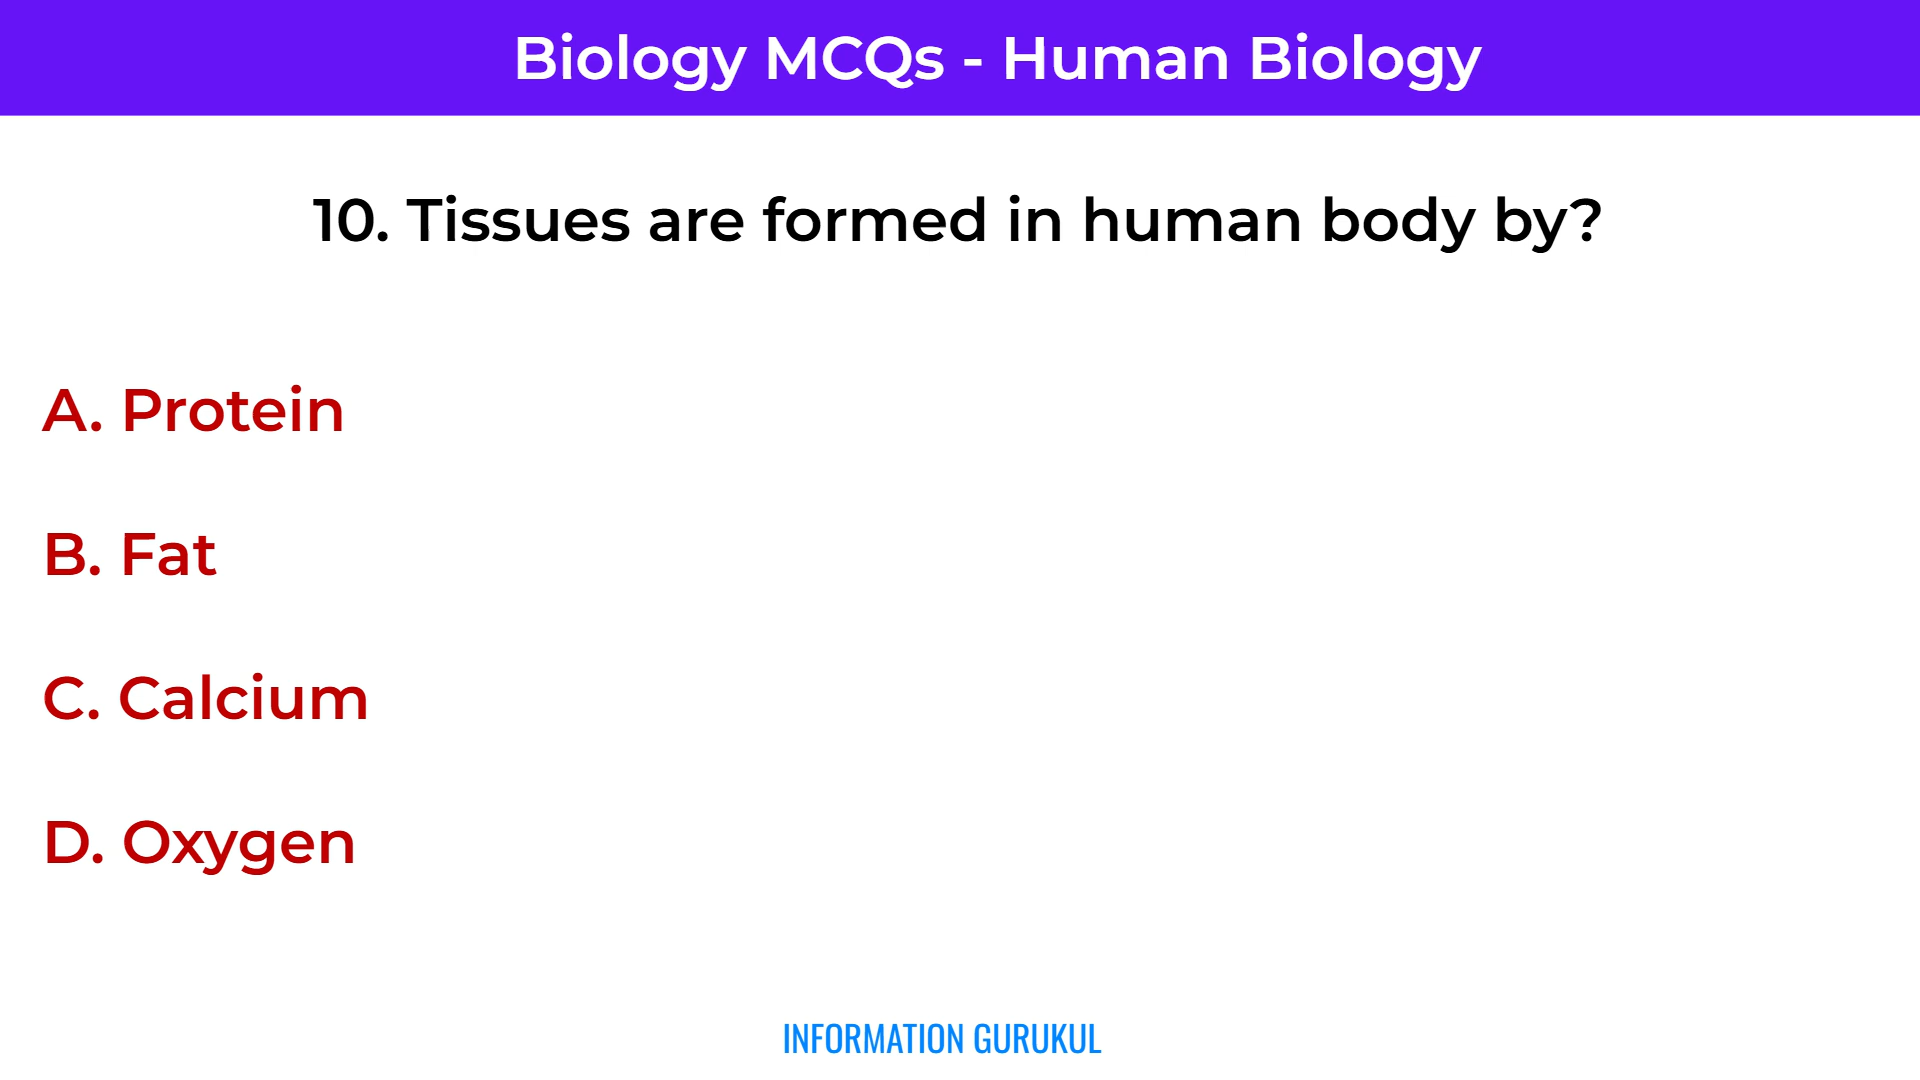 Biology MCQs - Human Biology
10. Tissues are formed in human body by?
A. Protein
B. Fat
C. Calcium
D. Oxygen
INFORMATION GURUKUL